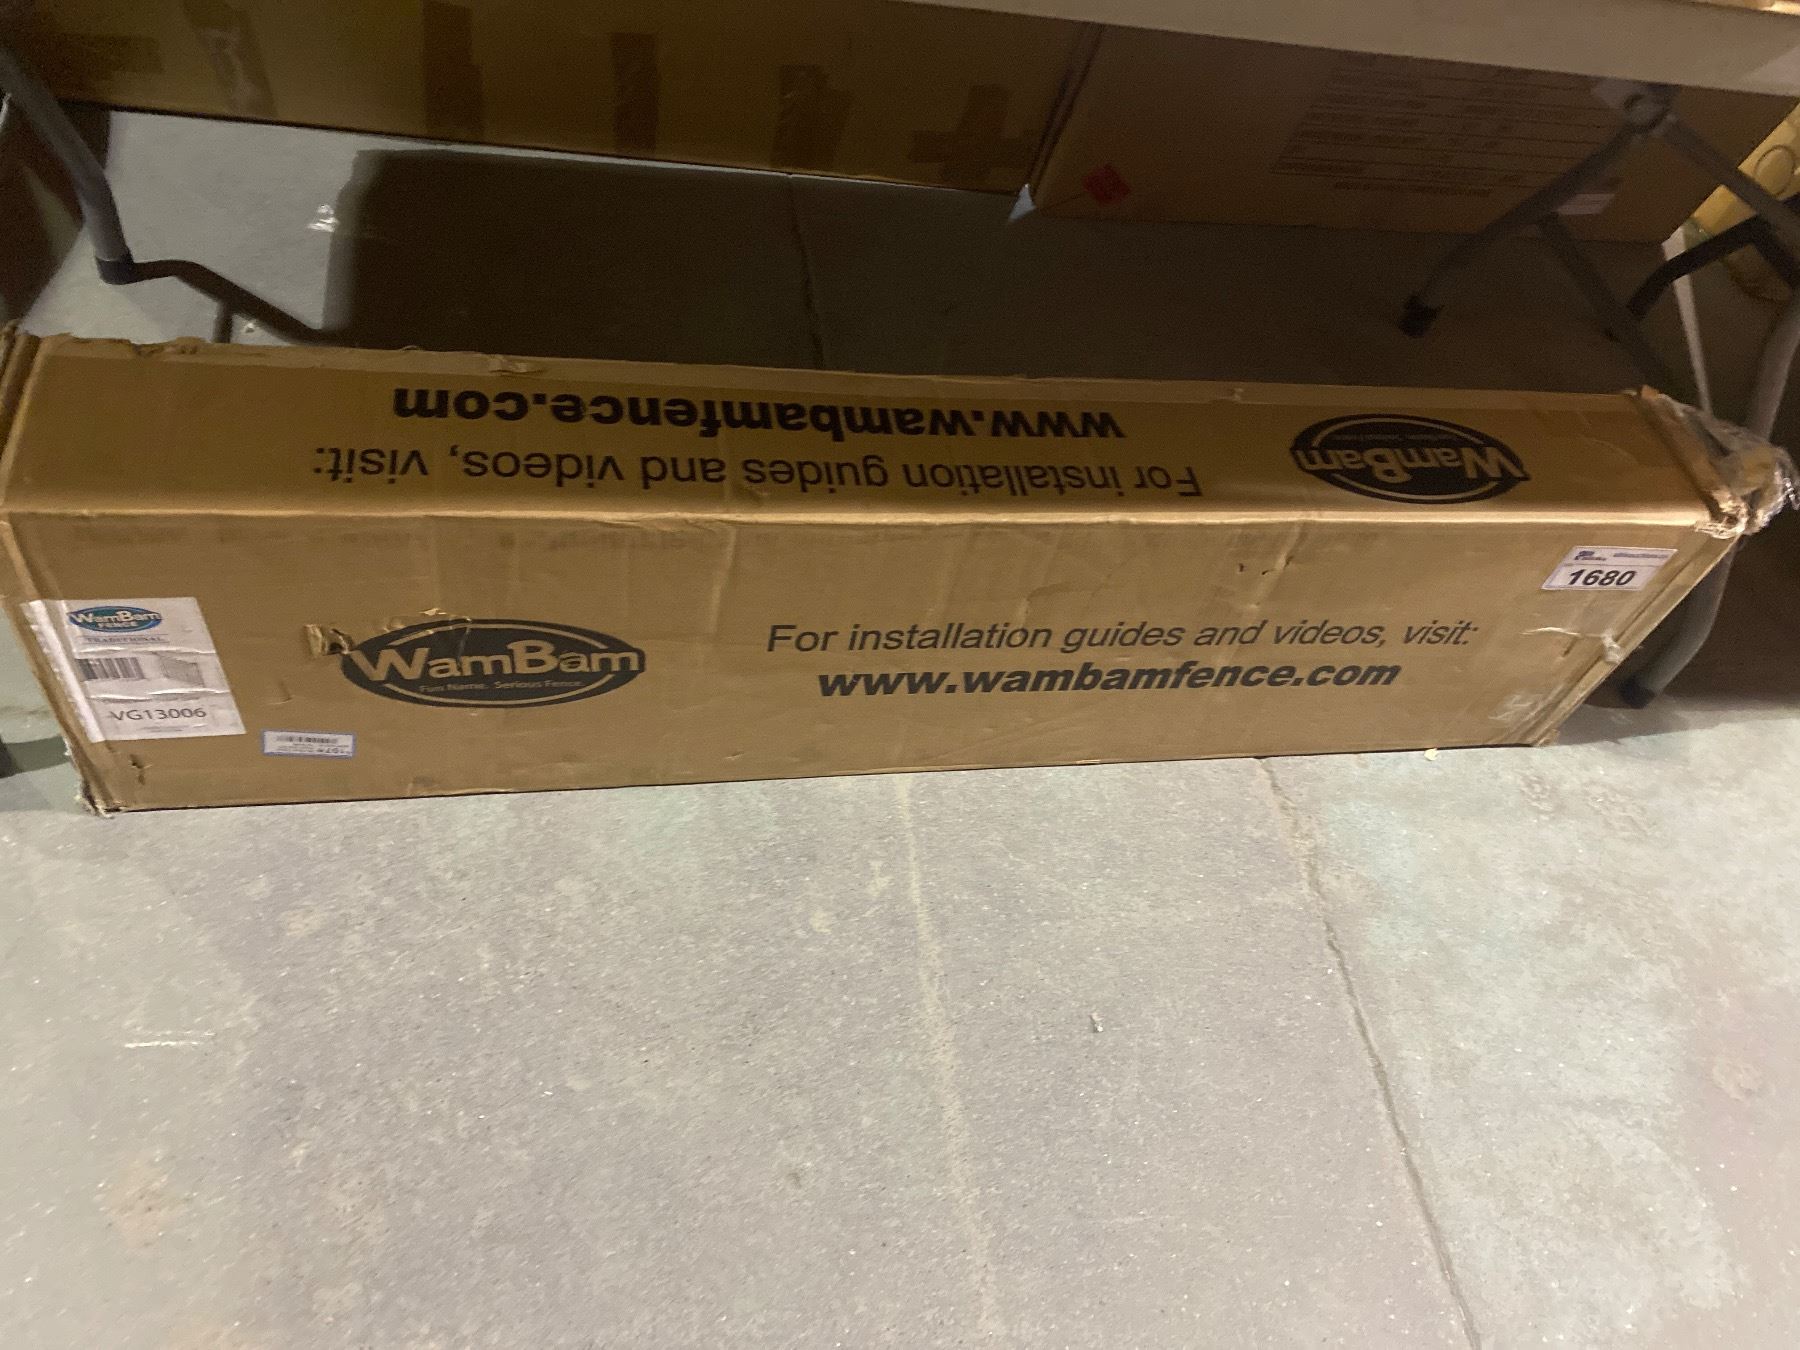 www.wambamfence.com
For installation guides and videos, visit:
WamBam
WamBam
FENCE
TRADITIONAL
VG13006
WamBam
Fun Name. Serious Fence.
For installation guides and videos, visit:
www.wambamfence.com
1680